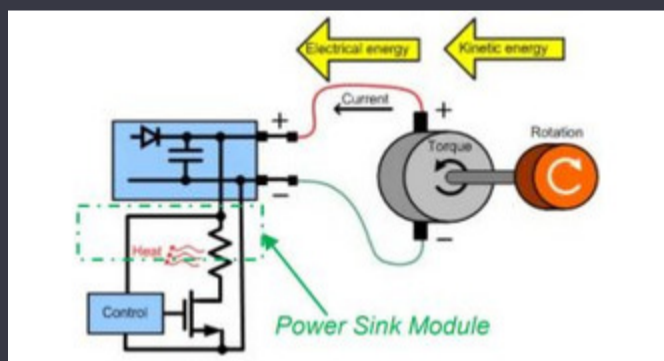 Electrical energy
Kinetic energy
Current
+
+
Rotation
Torque
−
−
Heat
Control
Power Sink Module